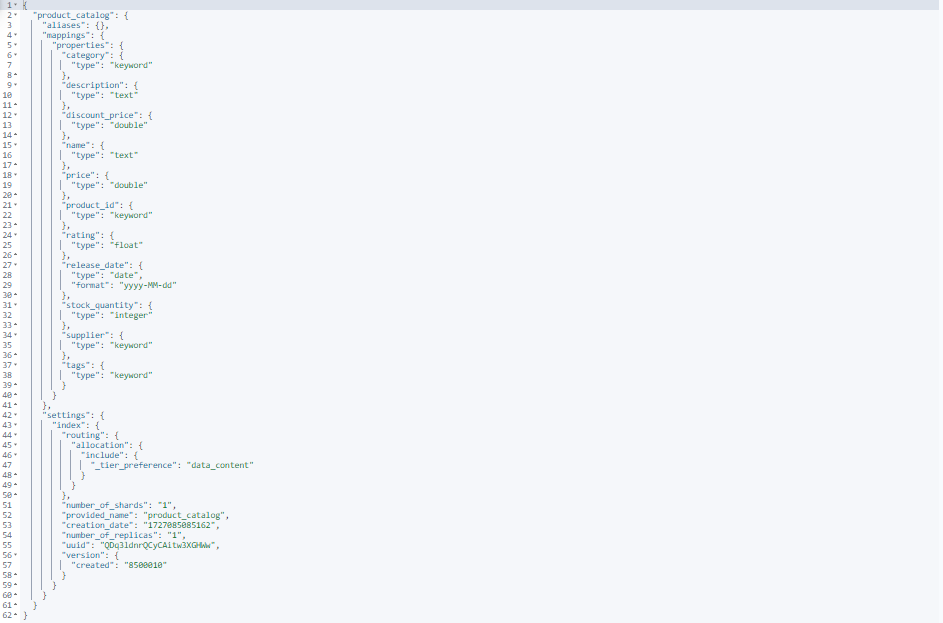 1 {
2 "product_catalog": {
3 "aliases": {},
4 "mappings": {
5 "properties": {
6 "category": {
7 "type": "keyword"
8 },
9 "description": {
10 "type": "text"
11 },
12 "discount_price": {
13 "type": "double"
14 },
15 "name": {
16 "type": "text"
17 },
18 "price": {
19 "type": "double"
20 },
21 "product_id": {
22 "type": "keyword"
23 },
24 "rating": {
25 "type": "float"
26 },
27 "release_date": {
28 "type": "date",
29 "format": "yyyy-MM-dd"
30 },
31 "stock_quantity": {
32 "type": "integer"
33 },
34 "supplier": {
35 "type": "keyword"
36 },
37 "tags": {
38 "type": "keyword"
39 }
40 }
41 },
42 "settings": {
43 "index": {
44 "routing": {
45 "allocation": {
46 "include": {
47 "_tier_preference": "data_content"
48 }
49 }
50 },
51 "number_of_shards": "1",
52 "provided_name": "product_catalog",
53 "creation_date": "1727085085162",
54 "number_of_replicas": "1",
55 "uuid": "QDq3ldnrQCyCAitw3XGHWw",
56 "version": {
57 "created": "8500010"
58 }
59 }
60 }
61 }
62 }